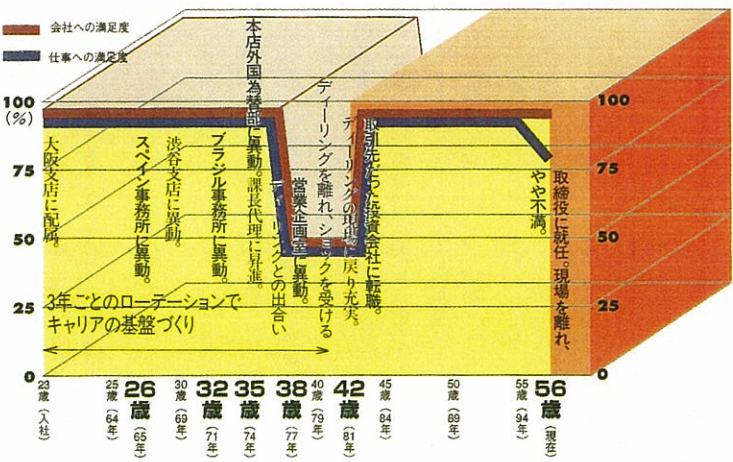 会社への満足度
仕事への満足度
100
(%)
75
50
25
0
100
75
50
25
0
大阪支店に配属。
スペイン事務所に異動。
渋谷支店に異動。
ブラジル事務所に異動。
本店外国為替部に異動。課長代理に昇進。
ディーリングとの出合い
営業企画室に異動。
ディーリングを離れ、ショックを受ける
ディーリングの現場に戻り充実。
取引先だった投資会社に転職。
取締役に就任。現場を離れ、
やや不満。
3年ごとのローテーションで
キャリアの基盤づくり
23歳(入社)
25歳(64年)
26歳(65年)
30歳(69年)
32歳(71年)
35歳(74年)
38歳(77年)
40歳(79年)
42歳(81年)
45歳(84年)
50歳(89年)
55歳(94年)
56歳(現在)